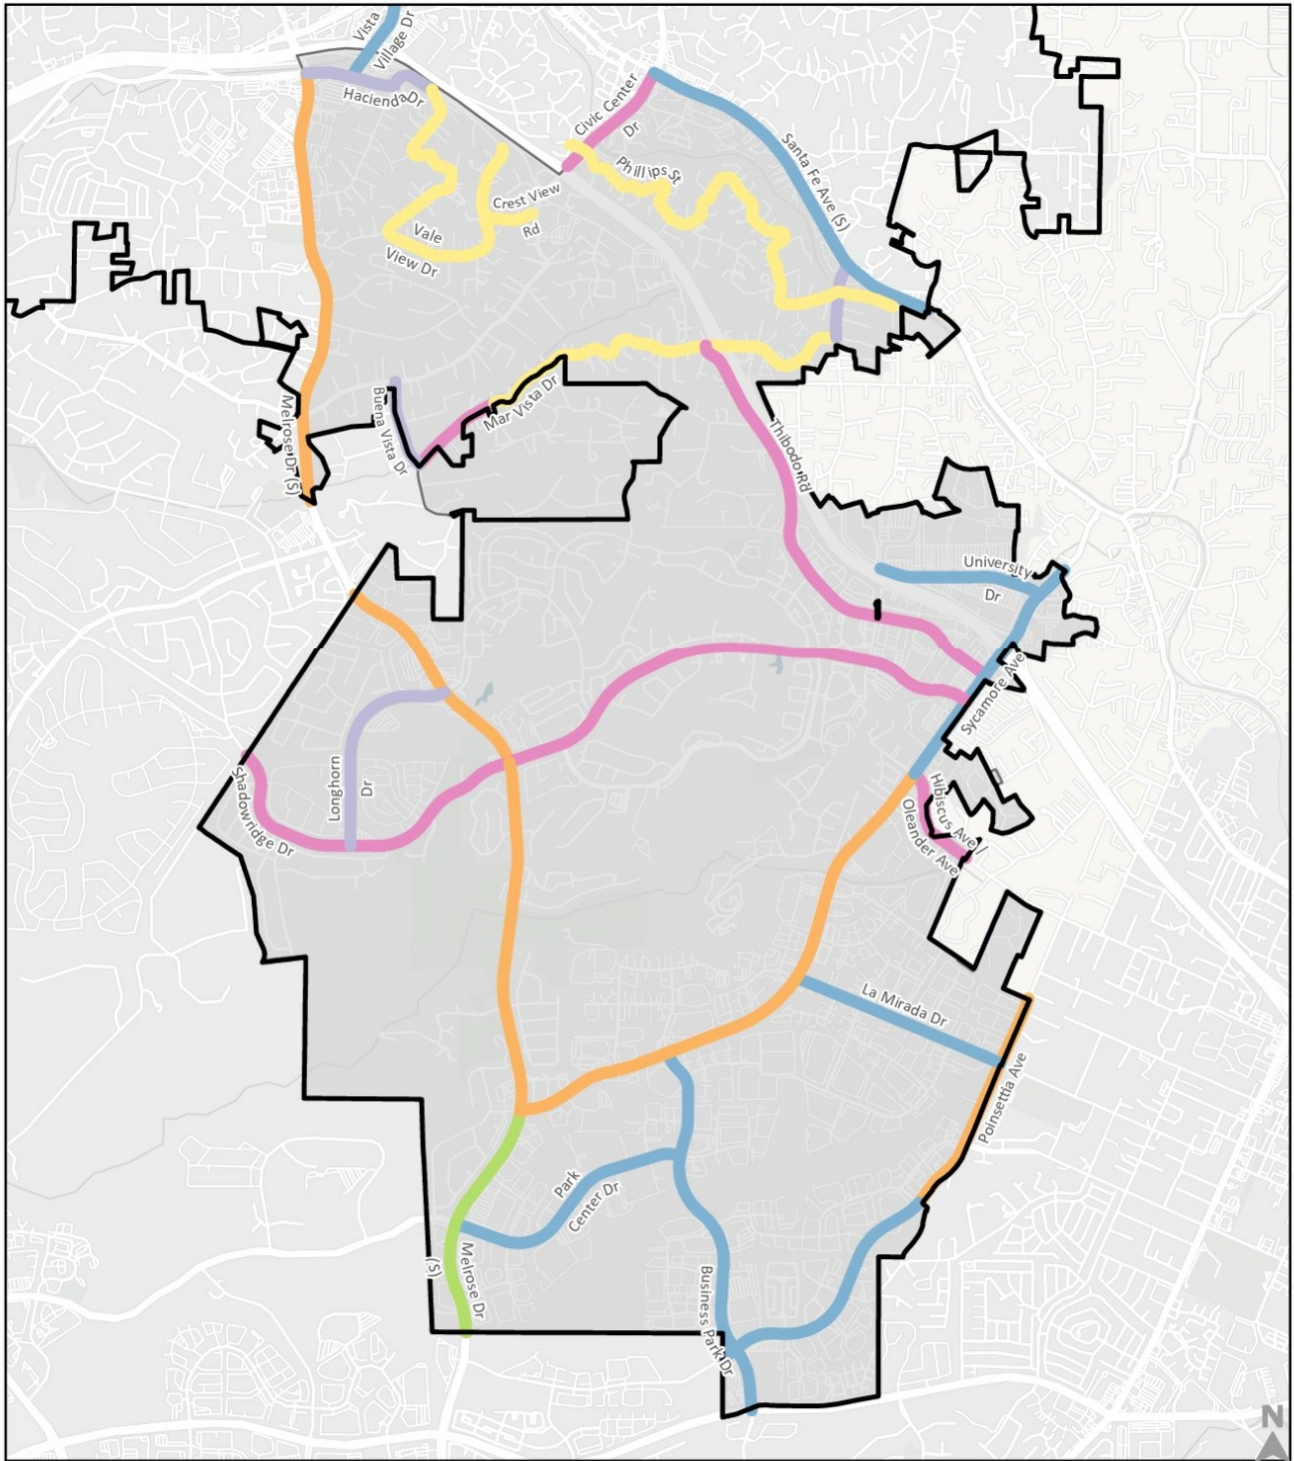 Vista
Village Dr
Hacienda Dr
Civic Center
Dr
Santa Fe Ave (S)
Phillips St
Crest View
Rd
Vale
View Dr
Melrose Dr (S)
Buena Vista Dr
Mar Vista Dr
Thibodo Rd
University
Dr
Sycamore Ave
Shadowridge Dr
Longhorn
Dr
Hibiscus Ave /
Oleander Ave
La Mirada Dr
Poinsettia Ave
Park
Center Dr
Melrose Dr
(S)
Business
Park Dr
N